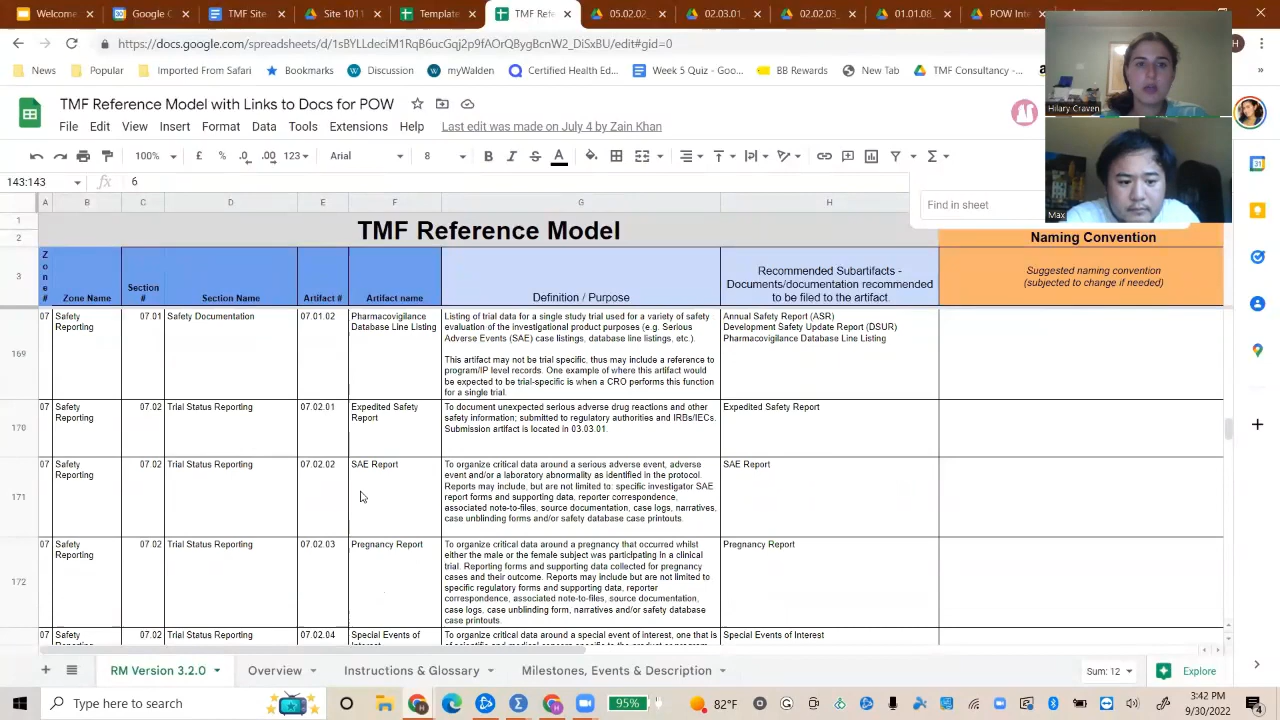 05.02.02_
TMF Site
Site 101
Template
TMF Refe
02.03.01_
02.02.03_
01.01.08
POW Inte
https://docs.google.com/spreadsheets/d/1sBYLLdeciM1RqB6ucGqj2p9fAOrQBygBcnW2_DiSxBU/edit#gid=0
News
Popular
Imported From Safari
Bookmarks
Discussion
myWalden
Certified Health Ed...
Week 5 Quiz - Goo...
BB Rewards
New Tab
TMF Consultancy -...
TMF Reference Model with Links to Docs for POW
File Edit View Insert Format Data Tools Extensions Help Last edit was made on July 4 by Zain Khan
100% £ % .0 .00 123 Arial 8 B I S A
143:143 fx 6
Find in sheet
Hilary Craven
Max
A B C D E F G H
1
2
3
TMF Reference Model
Naming Convention
Zone #
Zone Name
Section #
Section Name
Artifact #
Artifact name
Definition / Purpose
Recommended Subartifacts -
Documents/documentation recommended
to be filed to the artifact.
Suggested naming convention
(subjected to change if needed)
169
07
Safety
Reporting
07.01
Safety Documentation
07.01.02
Pharmacovigilance
Database Line Listing
Listing of trial data for a single study trial used for a variety of safety
evaluation of the investigational product purposes (e.g. Serious
Adverse Events (SAE) case listings, database line listings, etc.).
This artifact may not be trial specific, thus may include a reference to
program/IP level records. One example of where this artifact would
be expected to be trial-specific is when a CRO performs this function
for a single trial.
Annual Safety Report (ASR)
Development Safety Update Report (DSUR)
Pharmacovigilance Database Line Listing
170
07
Safety
Reporting
07.02
Trial Status Reporting
07.02.01
Expedited Safety
Report
To document unexpected serious adverse drug reactions and other
safety information; submitted to regulatory authorities and IRBs/IECs.
Submission artifact is located in 03.03.01.
Expedited Safety Report
171
07
Safety
Reporting
07.02
Trial Status Reporting
07.02.02
SAE Report
To organize critical data around a serious adverse event, adverse
event and/or a laboratory abnormality as identified in the protocol.
Reports may include, but are not limited to: specific investigator SAE
report forms and supporting data, reporter correspondence,
associated note-to-files, source documentation, case logs, narratives,
case unblinding forms and/or safety database case printouts.
SAE Report
172
07
Safety
Reporting
07.02
Trial Status Reporting
07.02.03
Pregnancy Report
To organize critical data around a pregnancy that occurred whilst
either the male or the female subject was participating in a clinical
trial. Reporting forms and supporting data collected for pregnancy
cases and their outcome. Reports may include but are not limited to
specific regulatory forms and supporting data, reporter
correspondence, associated note-to-files, source documentation,
case logs, case unblinding form, narratives and/or safety database
case printouts.
Pregnancy Report
07
Safety
07.02
Trial Status Reporting
07.02.04
Special Events of
To organize critical data around a special event of interest, one that is
Special Events of Interest
RM Version 3.2.0
Overview
Instructions & Glossary
Milestones, Events & Description
Sum: 12
Explore
Type here to search
95%
82°F
3:42 PM
9/30/2022